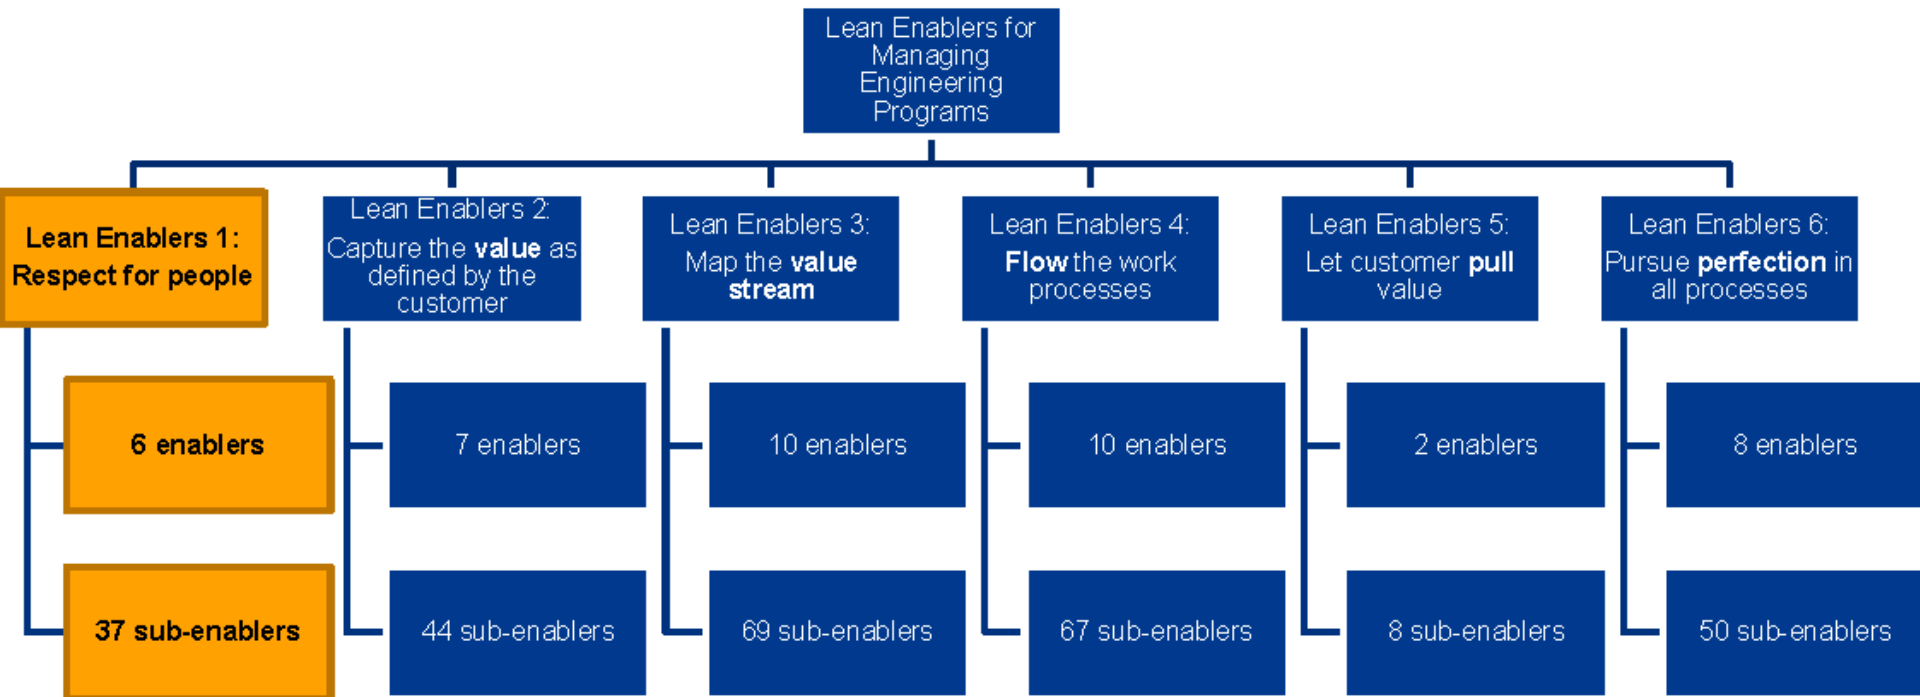 Lean Enablers for
Managing
Engineering
Programs
Lean Enablers 1:
Respect for people
Lean Enablers 2:
Capture the value as
defined by the
customer
Lean Enablers 3:
Map the value
stream
Lean Enablers 4:
Flow the work
processes
Lean Enablers 5:
Let customer pull
value
Lean Enablers 6:
Pursue perfection in
all processes
6 enablers
7 enablers
10 enablers
10 enablers
2 enablers
8 enablers
37 sub-enablers
44 sub-enablers
69 sub-enablers
67 sub-enablers
8 sub-enablers
50 sub-enablers